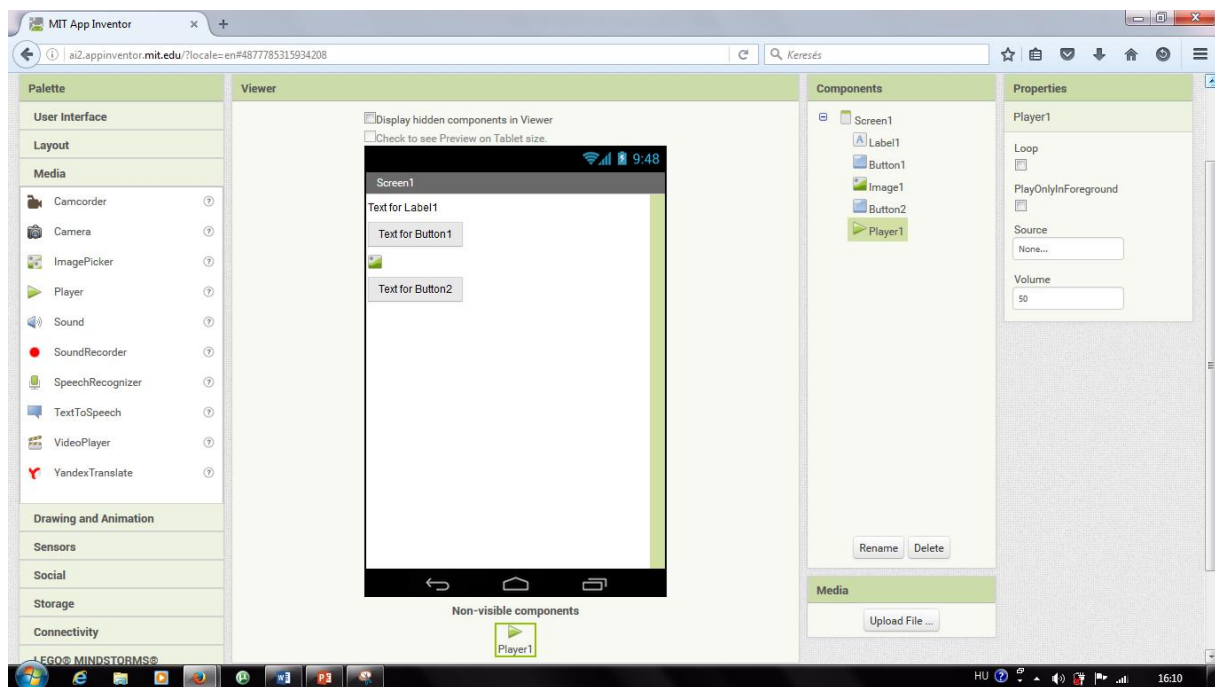 MIT App Inventor
ai2.appinventor.mit.edu/?locale=en#4877785315934208
Keresés
Palette
User Interface
Layout
Media
Camcorder
Camera
ImagePicker
Player
Sound
SoundRecorder
SpeechRecognizer
TextToSpeech
VideoPlayer
YandexTranslate
Drawing and Animation
Sensors
Social
Storage
Connectivity
LEGO® MINDSTORMS®
Viewer
Display hidden components in Viewer
Check to see Preview on Tablet size.
9:48
Screen1
Text for Label1
Text for Button1
Text for Button2
Non-visible components
Player1
Components
Screen1
Label1
Button1
Image1
Button2
Player1
Rename Delete
Media
Upload File ...
Properties
Player1
Loop
PlayOnlyInForeground
Source
None...
Volume
50
HU
16:10